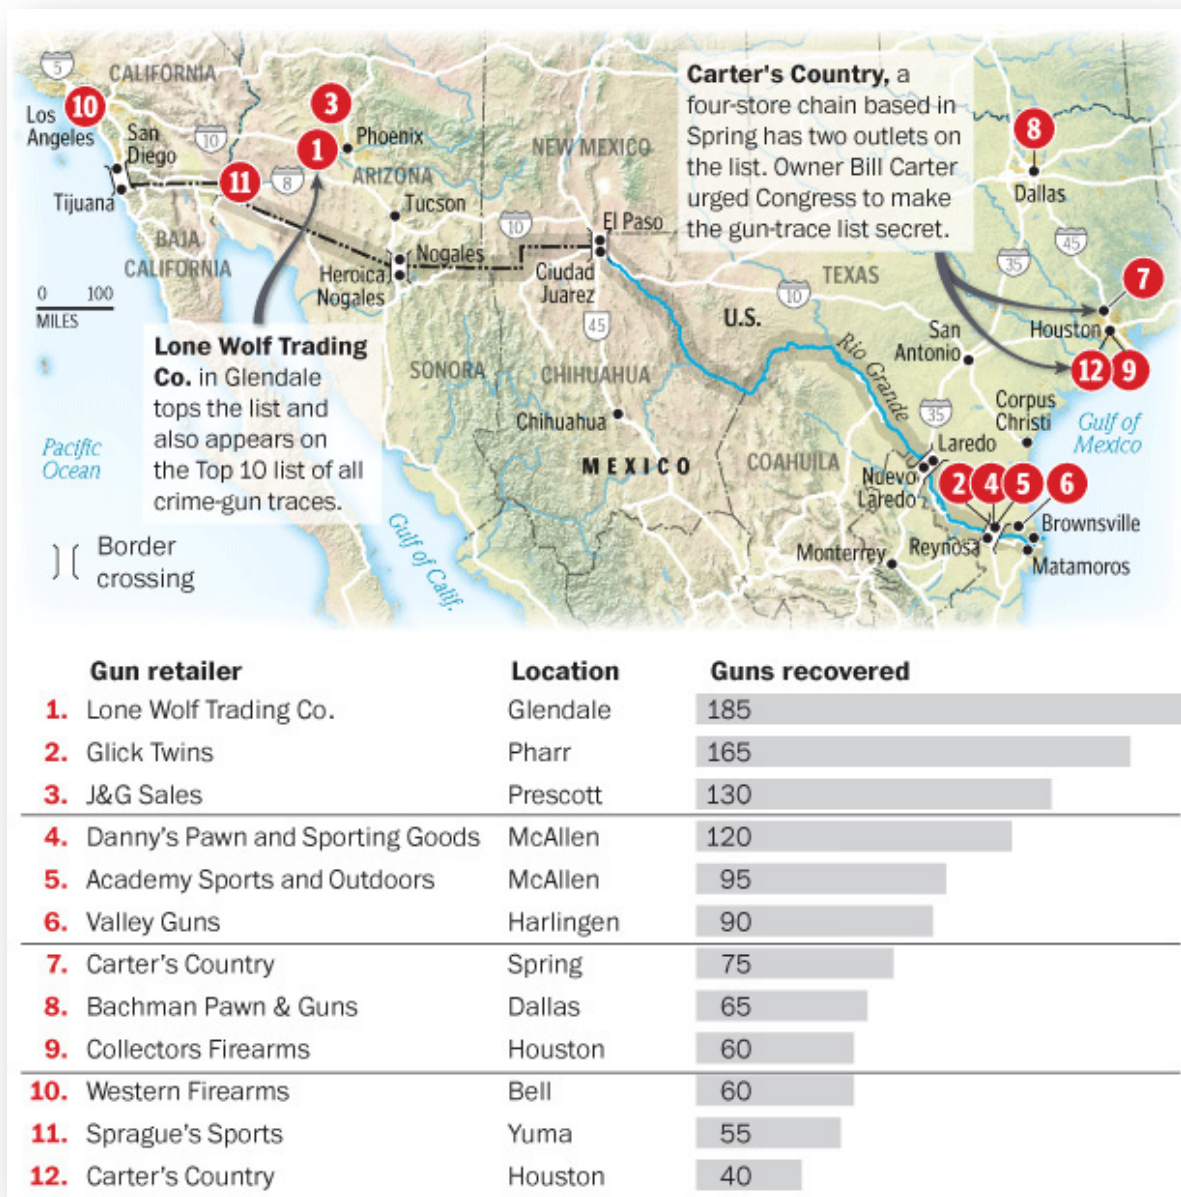 5
CALIFORNIA
10
Los
Angeles
San
Diego
10
3
Phoenix
1
ARIZONA
11
8
Tijuana
Tucson
BAJA
CALIFORNIA
Nogales
Heroica
Nogales
0 100
MILES
NEW MEXICO
10
El Paso
Ciudad
Juarez
45
Carter's Country, a
four-store chain based in
Spring has two outlets on
the list. Owner Bill Carter
urged Congress to make
the gun-trace list secret.
8
Dallas
45
35
TEXAS
10
U.S.
7
San
Antonio
Houston
12
9
Rio Grande
35
Corpus
Christi
Gulf of
Mexico
Lone Wolf Trading
Co. in Glendale
tops the list and
also appears on
the Top 10 list of all
crime-gun traces.
SONORA
CHIHUAHUA
Chihuahua
MEXICO
COAHUILA
Laredo
Nuevo
Laredo
2
4
5
6
Brownsville
Reynosa
Monterrey
Matamoros
Pacific
Ocean
Gulf of Calif.
Border
crossing
Gun retailer Location Guns recovered
1. Lone Wolf Trading Co. Glendale 185
2. Glick Twins Pharr 165
3. J&G Sales Prescott 130
4. Danny's Pawn and Sporting Goods McAllen 120
5. Academy Sports and Outdoors McAllen 95
6. Valley Guns Harlingen 90
7. Carter's Country Spring 75
8. Bachman Pawn & Guns Dallas 65
9. Collectors Firearms Houston 60
10. Western Firearms Bell 60
11. Sprague's Sports Yuma 55
12. Carter's Country Houston 40